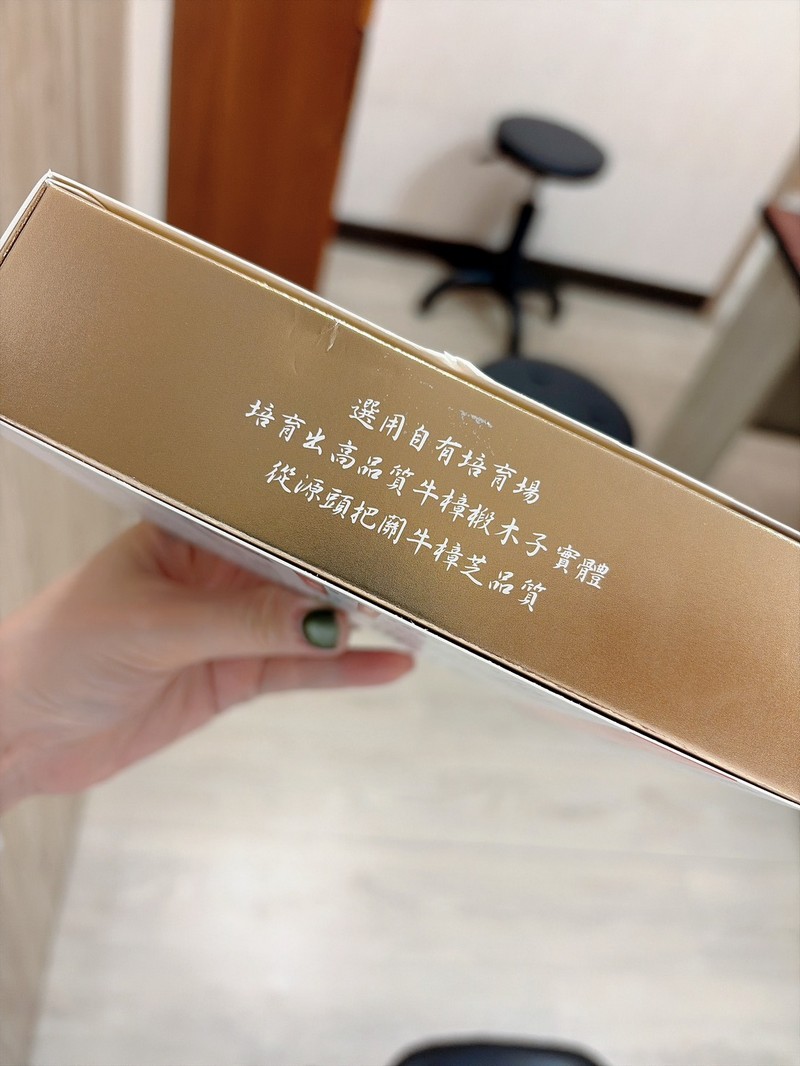 選用自有培育場
培育出高品質牛樟椴木子實體
從源頭把關牛樟芝品質